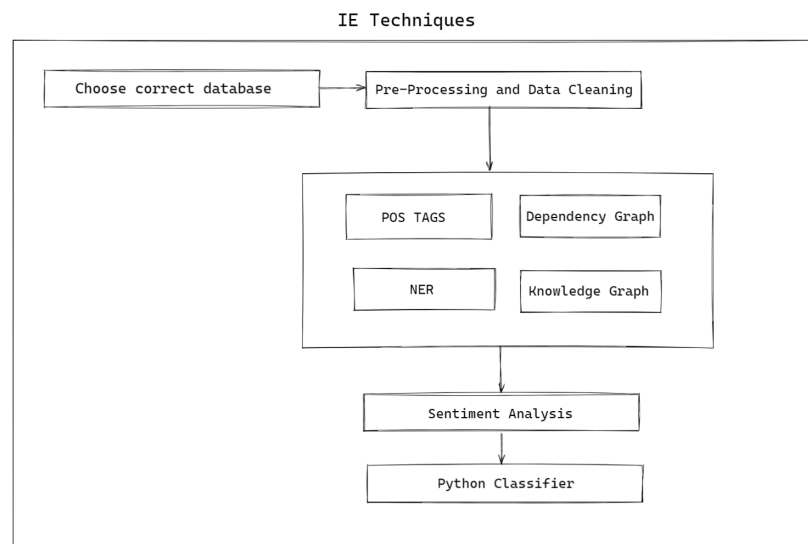 IE Techniques
Choose correct database
Pre-Processing and Data Cleaning
POS TAGS
Dependency Graph
NER
Knowledge Graph
Sentiment Analysis
Python Classifier